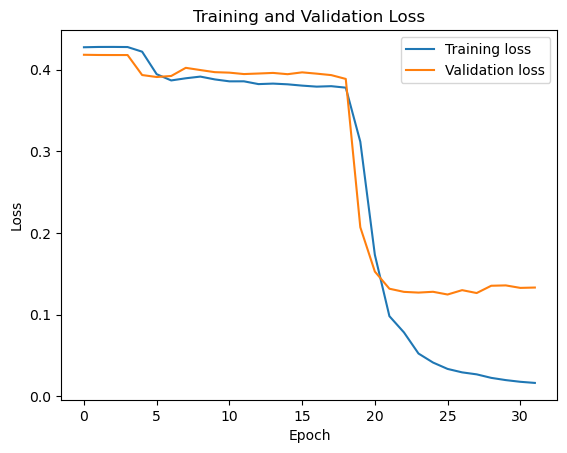 Training and Validation Loss
Training loss
Validation loss
0.4
0.3
0.2
0.1
0.0
Loss
0 5 10 15 20 25 30
Epoch